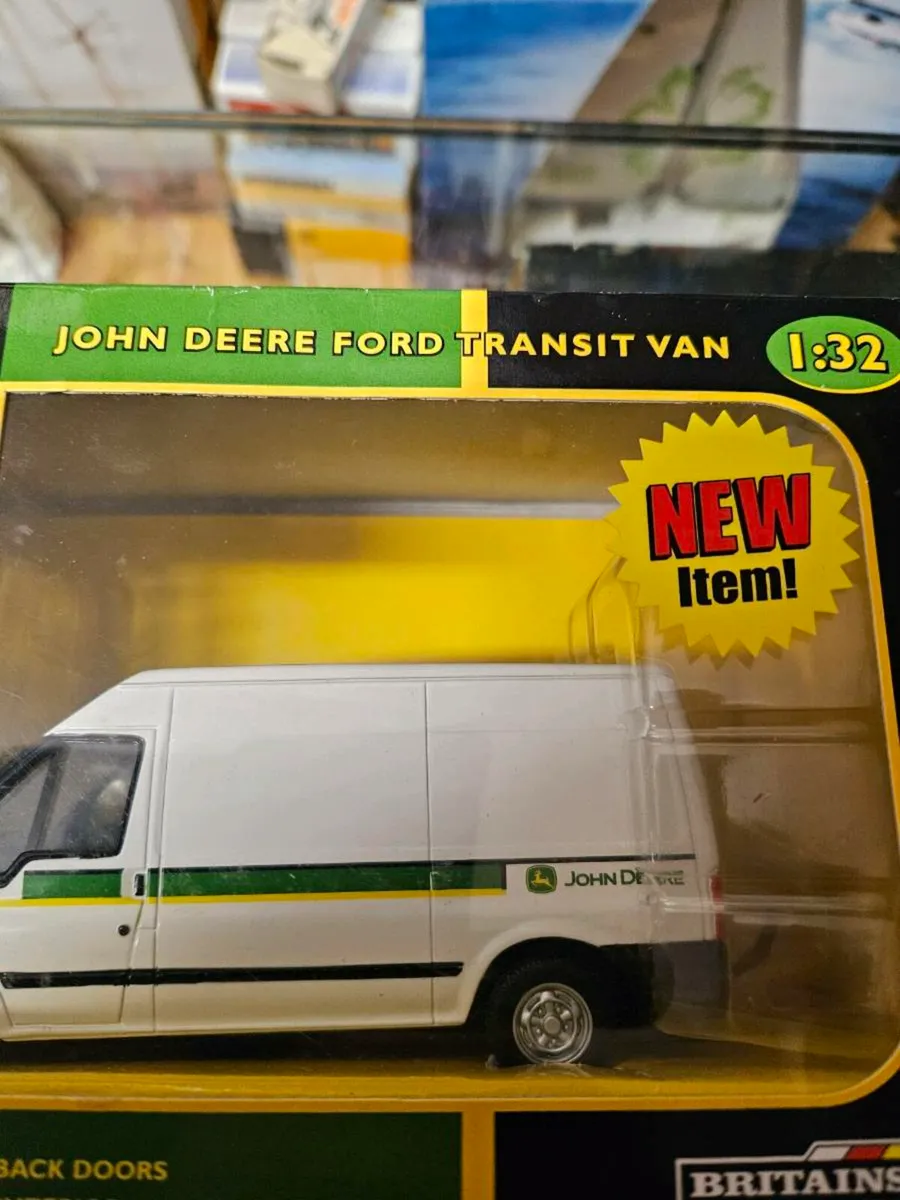 JOHN DEERE FORD TRANSIT VAN
1:32
NEW
Item!
JOHN DEERE
BACK DOORS
BRITAINS